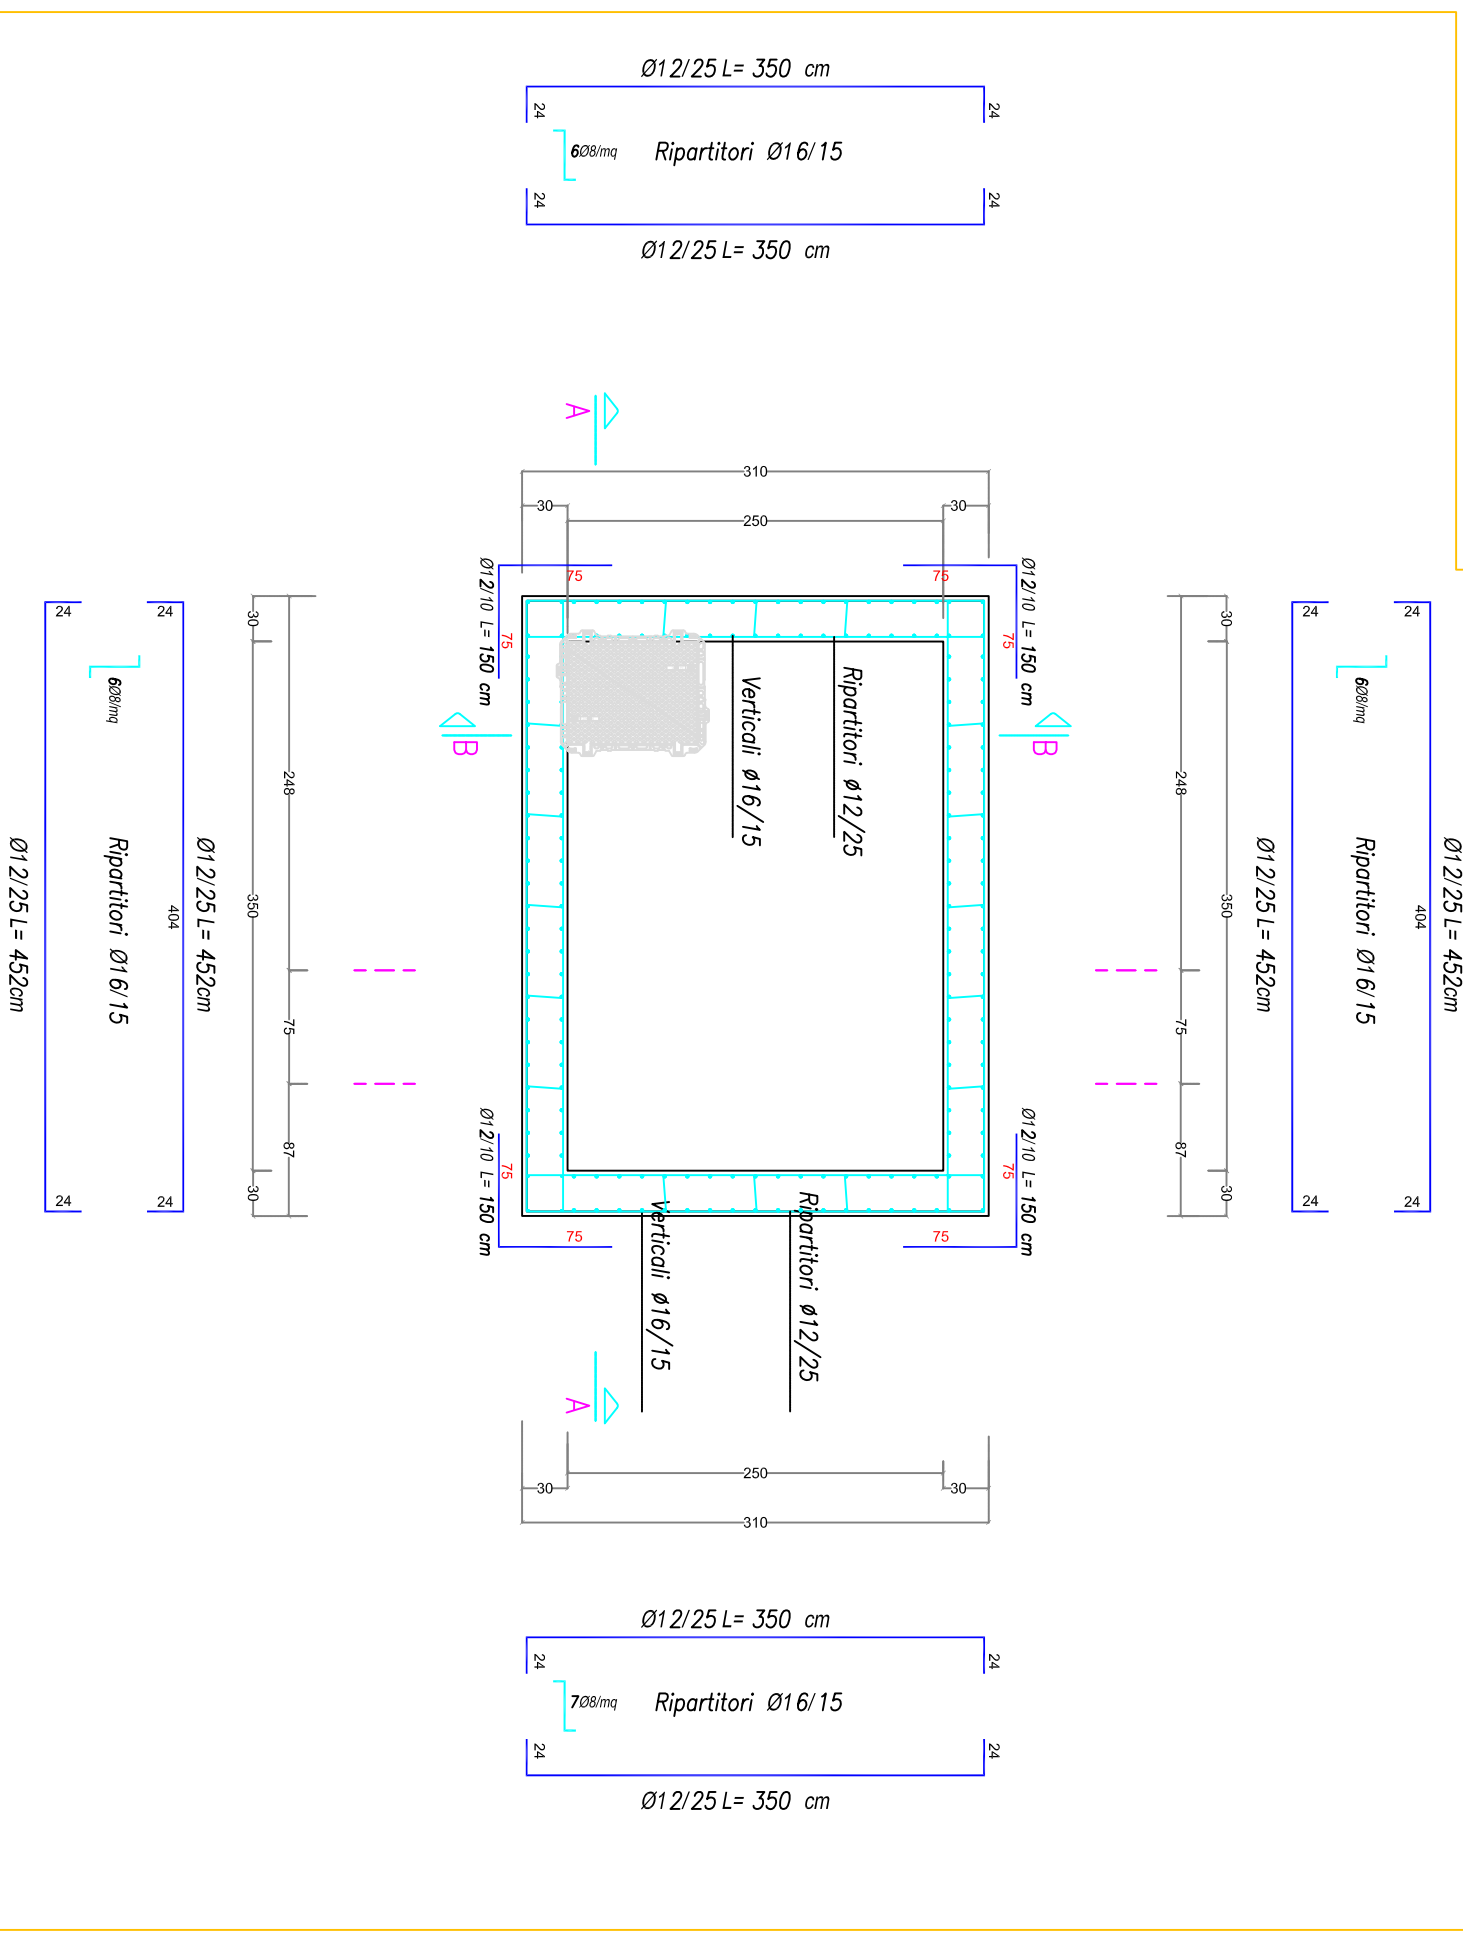 Ø12/25 L= 350 cm
24
24
6Ø8/mq
Ripartitori Ø16/15
24
24
Ø12/25 L= 350 cm
A
310
30
250
30
Ø12/10 L= 150 cm
75
75
75
75
Ø12/10 L= 150 cm
24
24
6Ø8/mq
Ripartitori Ø16/15
404
24
24
Ø12/25 L= 452cm
Ø12/25 L= 452cm
30
350
30
248
75
87
B
B
Verticali ø16/15
Ripartitori ø12/25
248
75
87
30
350
30
24
24
6Ø8/mq
Ripartitori Ø16/15
404
24
24
Ø12/25 L= 452cm
Ø12/25 L= 452cm
Ø12/10 L= 150 cm
75
75
75
75
Ø12/10 L= 150 cm
Verticali ø16/15
Ripartitori ø12/25
A
250
30
30
310
Ø12/25 L= 350 cm
24
24
7Ø8/mq
Ripartitori Ø16/15
24
24
Ø12/25 L= 350 cm